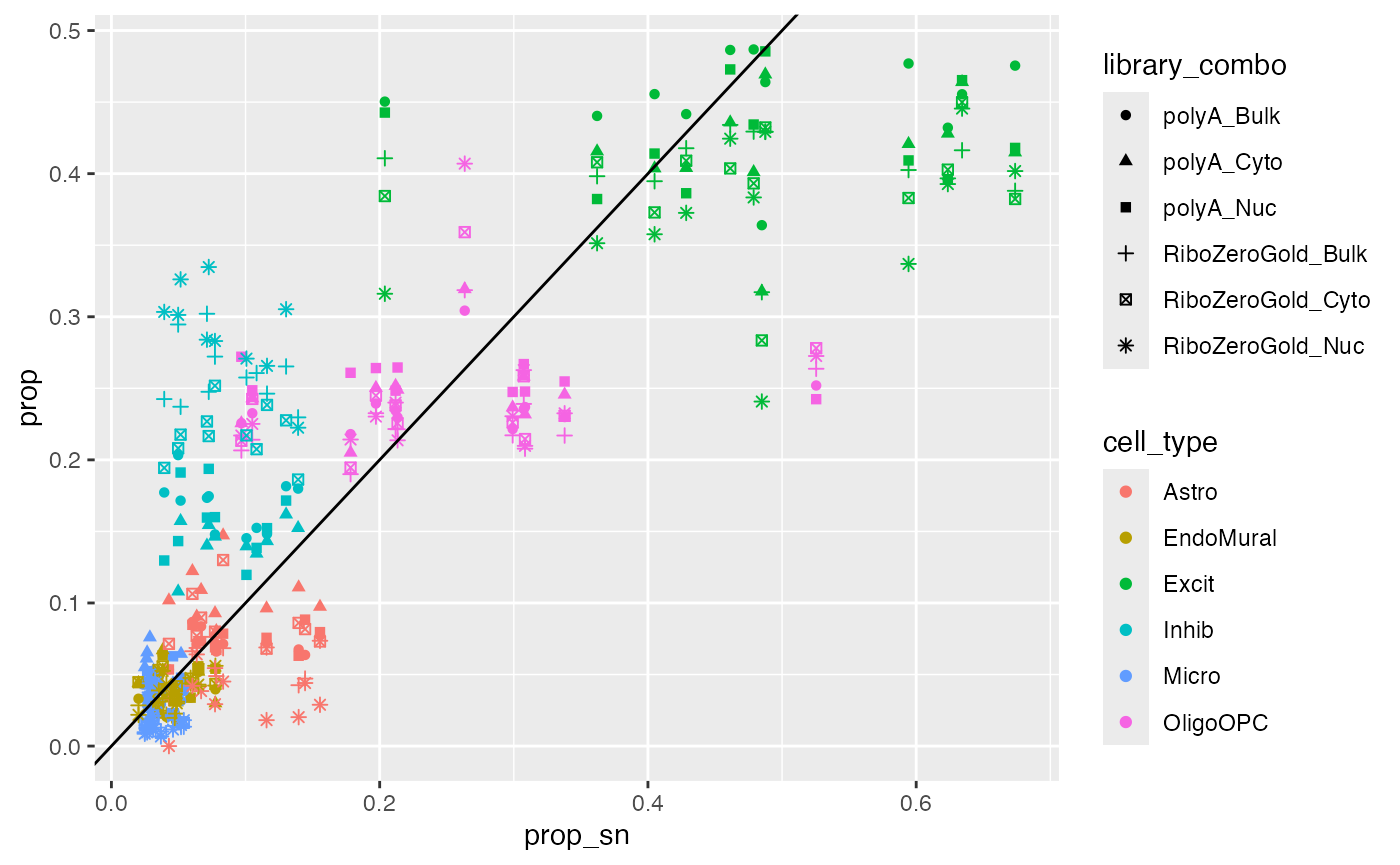 0.5
0.4
0.3
0.2
0.1
0.0
prop
0.0 0.2 0.4 0.6
prop_sn
library_combo
polyA_Bulk
polyA_Cyto
polyA_Nuc
RiboZeroGold_Bulk
RiboZeroGold_Cyto
RiboZeroGold_Nuc
cell_type
Astro
EndoMural
Excit
Inhib
Micro
OligoOPC